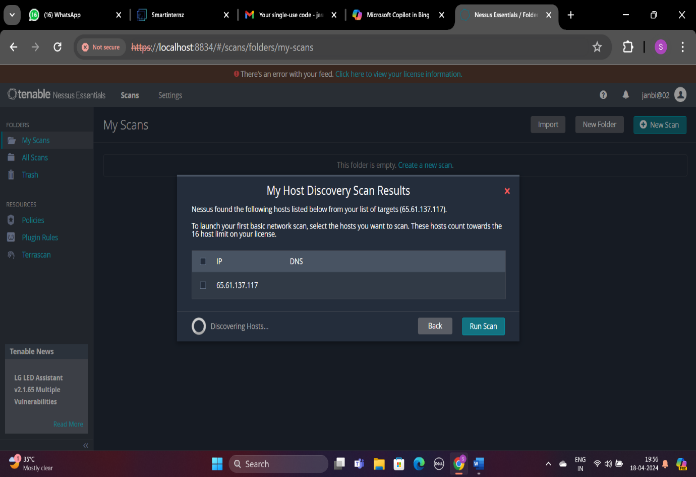 (16) WhatsApp
SmartInternz
Your single-use code - jan
Microsoft Copilot in Bing
Nessus Essentials / Folder
Not secure https://localhost:8834/#/scans/folders/my-scans
S
There's an error with your feed. Click here to view your license information.
tenable Nessus Essentials
Scans
Settings
janbi@02
FOLDERS
My Scans
All Scans
Trash
RESOURCES
Policies
Plugin Rules
Terrascan
My Scans
Import
New Folder
New Scan
This folder is empty. Create a new scan.
My Host Discovery Scan Results
Nessus found the following hosts listed below from your list of targets (65.61.137.117).
To launch your first basic network scan, select the hosts you want to scan. These hosts count towards the
16 host limit on your license.
IP DNS
65.61.137.117
Discovering Hosts...
Back
Run Scan
Tenable News
LG LED Assistant
v2.1.65 Multiple
Vulnerabilities
Read More
35°C
Mostly clear
Search
ENG
IN
19:56
18-04-2024